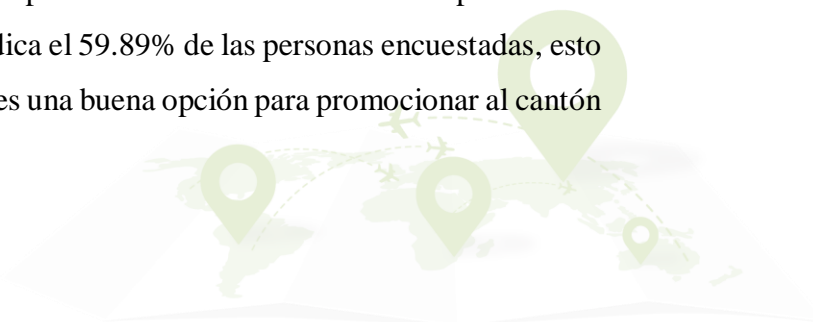 dica el 59.89% de las personas encuestadas, esto
es una buena opción para promocionar al cantón